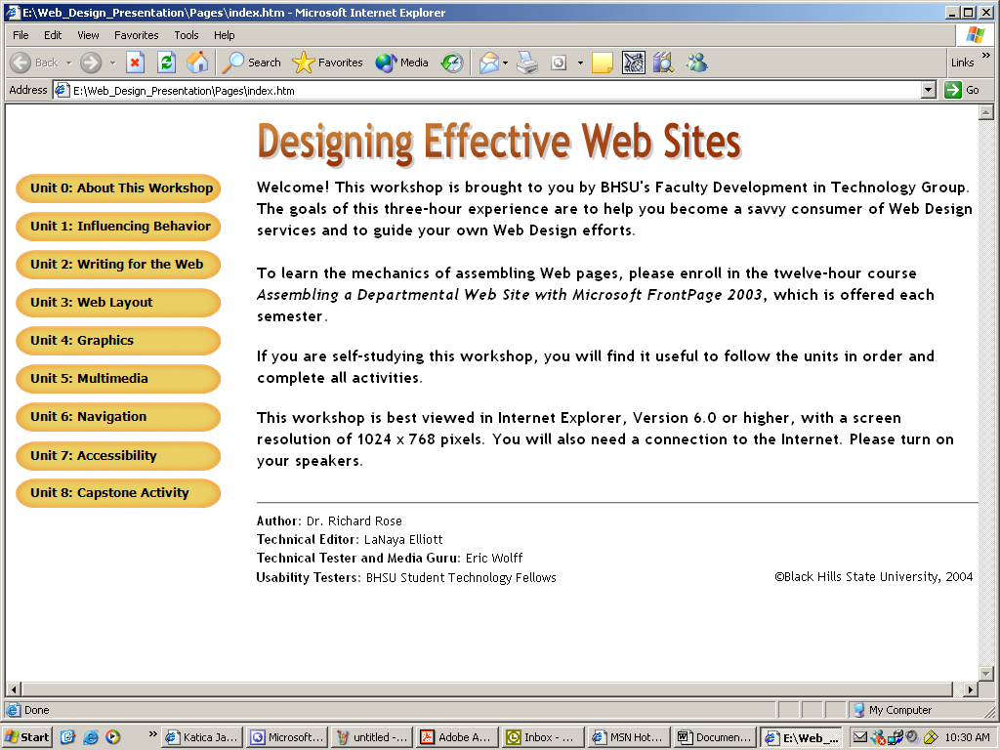 E:\Web_Design_Presentation\Pages\index.htm - Microsoft Internet Explorer
File Edit View Favorites Tools Help
Back Search Favorites Media Links »
Address E:\Web_Design_Presentation\Pages\index.htm Go
Designing Effective Web Sites
Unit 0: About This Workshop
Unit 1: Influencing Behavior
Unit 2: Writing for the Web
Unit 3: Web Layout
Unit 4: Graphics
Unit 5: Multimedia
Unit 6: Navigation
Unit 7: Accessibility
Unit 8: Capstone Activity
Welcome! This workshop is brought to you by BHSU's Faculty Development in Technology Group.
The goals of this three-hour experience are to help you become a savvy consumer of Web Design
services and to guide your own Web Design efforts.
To learn the mechanics of assembling Web pages, please enroll in the twelve-hour course
Assembling a Departmental Web Site with Microsoft FrontPage 2003, which is offered each
semester.
If you are self-studying this workshop, you will find it useful to follow the units in order and
complete all activities.
This workshop is best viewed in Internet Explorer, Version 6.0 or higher, with a screen
resolution of 1024 x 768 pixels. You will also need a connection to the Internet. Please turn on
your speakers.
Author: Dr. Richard Rose
Technical Editor: LaNaya Elliott
Technical Tester and Media Guru: Eric Wolff
Usability Testers: BHSU Student Technology Fellows
©Black Hills State University, 2004
Done My Computer
Start » Katica Ja... Microsoft... untitled -... Adobe A... Inbox - ... MSN Hot... Documen... E:\Web_... 10:30 AM